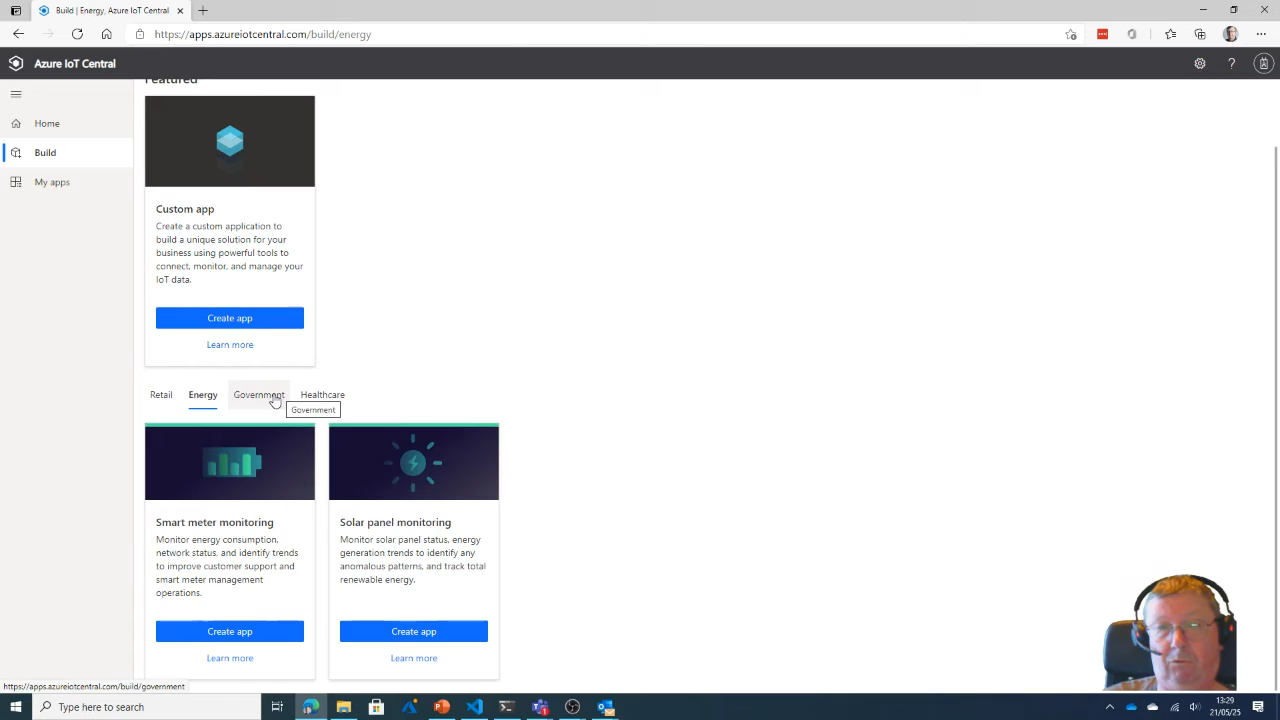 Build | Energy, Azure IoT Central
https://apps.azureiotcentral.com/build/energy
Azure IoT Central
?
Featured
Home
Build
My apps
Custom app
Create a custom application to
build a unique solution for your
business using powerful tools to
connect, monitor, and manage your
IoT data.
Create app
Learn more
Retail
Energy
Government
Healthcare
Government
Smart meter monitoring
Monitor energy consumption,
network status, and identify trends
to improve customer support and
smart meter management
operations.
Create app
Learn more
Solar panel monitoring
Monitor solar panel status, energy
generation trends to identify any
anomalous patterns, and track total
renewable energy.
Create app
Learn more
https://apps.azureiotcentral.com/build/government
Type here to search
13:29
21/05/25